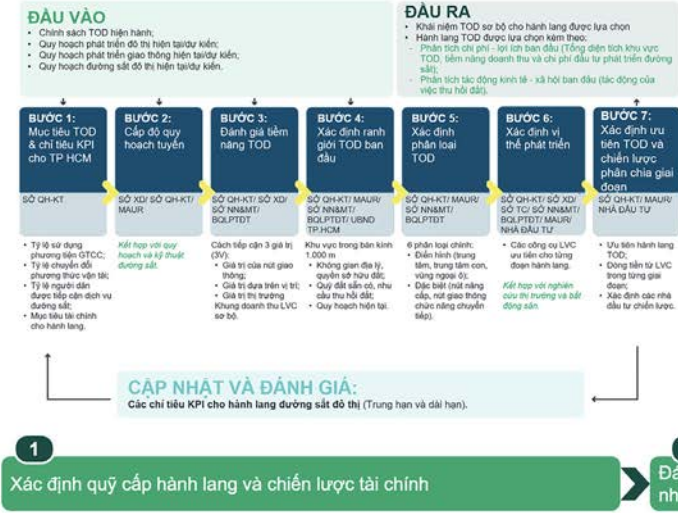 ĐẦU VÀO
• Chính sách TOD hiện hành;
• Quy hoạch phát triển đô thị hiện tại/dự kiến;
• Quy hoạch phát triển giao thông hiện tại/dự kiến;
• Quy hoạch đường sắt đô thị hiện tại/dự kiến.
ĐẦU RA
• Khái niệm TOD sơ bộ cho hành lang được lựa chọn
• Hành lang TOD được lựa chọn kèm theo:
- Phân tích chi phí - lợi ích ban đầu (Tổng diện tích khu vực
TOD, tiềm năng doanh thu và chi phí đầu tư phát triển đường
sắt);
- Phân tích tác động kinh tế - xã hội ban đầu (tác động của
việc thu hồi đất).
BƯỚC 1:
Mục tiêu TOD
& chỉ tiêu KPI
cho TP HCM
SỞ QH-KT
• Tỷ lệ sử dụng
phương tiện GTCC;
• Tỷ lệ chuyển đổi
phương thức vận tải;
• Tỷ lệ người dân
được tiếp cận dịch vụ
đường sắt;
• Mục tiêu tài chính
cho hành lang.
BƯỚC 2:
Cấp độ quy
hoạch tuyến
SỞ XD/ SỞ QH-KT/
MAUR
Kết hợp với quy
hoạch và kỹ thuật
đường sắt.
BƯỚC 3:
Đánh giá tiềm
năng TOD
SỞ QH-KT/ SỞ XD/
SỞ NN&MT/
BQLPTĐT
Cách tiếp cận 3 giá trị
(3V):
• Giá trị của nút giao
thông;
• Giá trị dựa trên vị trí;
• Giá trị thị trường
Khung doanh thu LVC
sơ bộ.
BƯỚC 4:
Xác định ranh
giới TOD ban
đầu
SỞ QH-KT/ MAUR/
SỞ NN&MT/
BQLPTĐT/ UBND
TP.HCM
Khu vực trong bán kính
1.000 m
• Không gian địa lý,
quyền sở hữu đất;
• Quỹ đất sẵn có, nhu
cầu thu hồi đất;
• Quy hoạch hiện tại.
BƯỚC 5:
Xác định
phân loại
TOD
SỞ QH-KT/ MAUR/
SỞ NN&MT/
BQLPTĐT
6 phân loại chính:
• Điển hình (trung
tâm, trung tâm con,
vùng ngoại ô);
• Đặc biệt (nút nâng
cấp, nút giao thông
chức năng chuyển
tiếp).
BƯỚC 6:
Xác định vị
thế phát triển
SỞ QH-KT/ SỞ XD/
SỞ TC/ SỞ NN&MT/
BQLPTĐT/ MAUR/
NHÀ ĐẦU TƯ
• Các công cụ LVC
ưu tiên cho từng
đoạn hành lang.
Kết hợp với nghiên
cứu thị trường và bất
động sản.
BƯỚC 7:
Xác định ưu
tiên TOD và
chiến lược
phân chia giai
đoạn
SỞ QH-KT/ MAUR/
NHÀ ĐẦU TƯ
• Ưu tiên hành lang
TOD;
• Dòng tiền từ LVC
trong từng giai
đoạn;
• Xác định các nhà
đầu tư chiến lược.
CẬP NHẬT VÀ ĐÁNH GIÁ:
Các chỉ tiêu KPI cho hành lang đường sắt đô thị (Trung hạn và dài hạn).
1
Xác định quỹ cấp hành lang và chiến lược tài chính